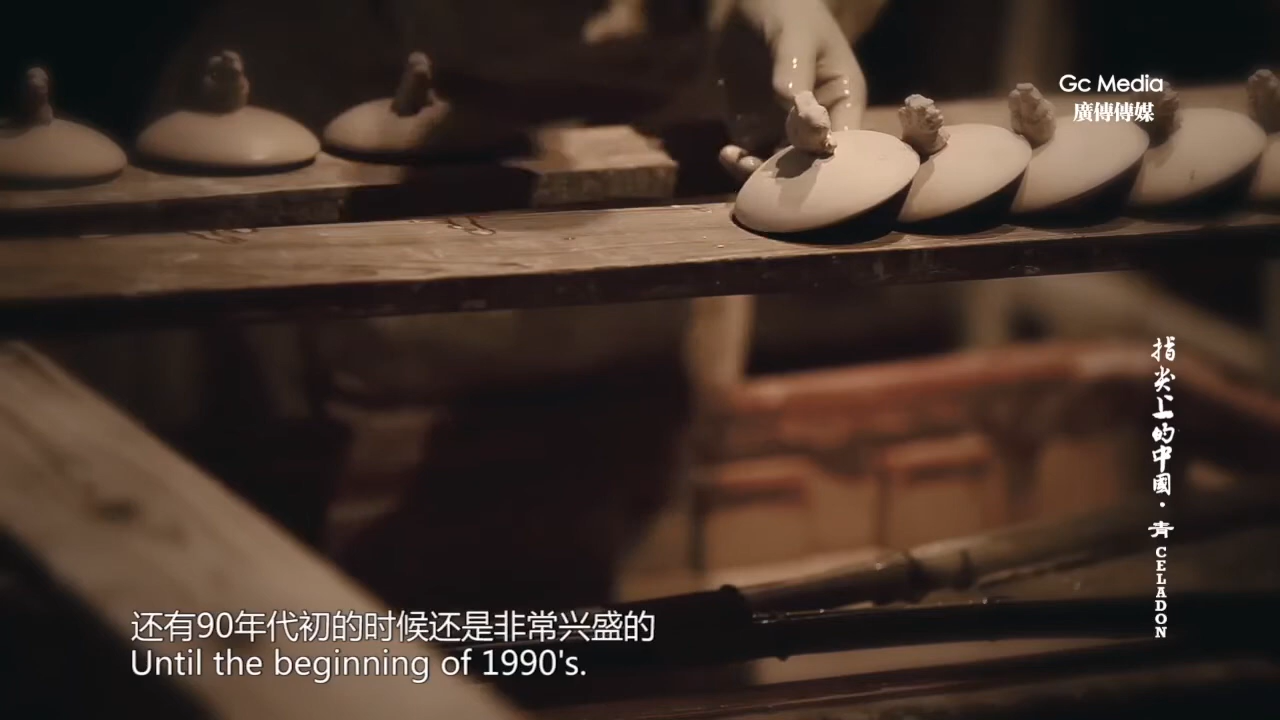 Gc Media
廣傳傳媒
指尖上的中國·青 CELADON
还有90年代初的时候还是非常兴盛的
Until the beginning of 1990's.